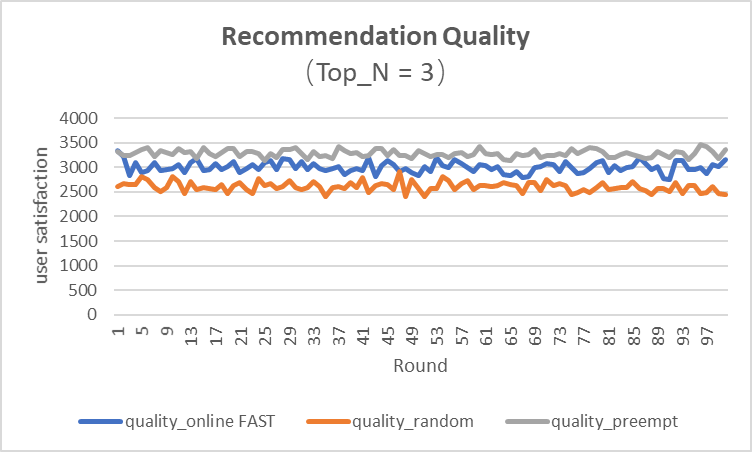 Recommendation Quality
（Top_N = 3）
user satisfaction
4000
3500
3000
2500
2000
1500
1000
500
0
1 5 9 13 17 21 25 29 33 37 41 45 49 53 57 61 65 69 73 77 81 85 89 93 97
Round
quality_online FAST quality_random quality_preempt